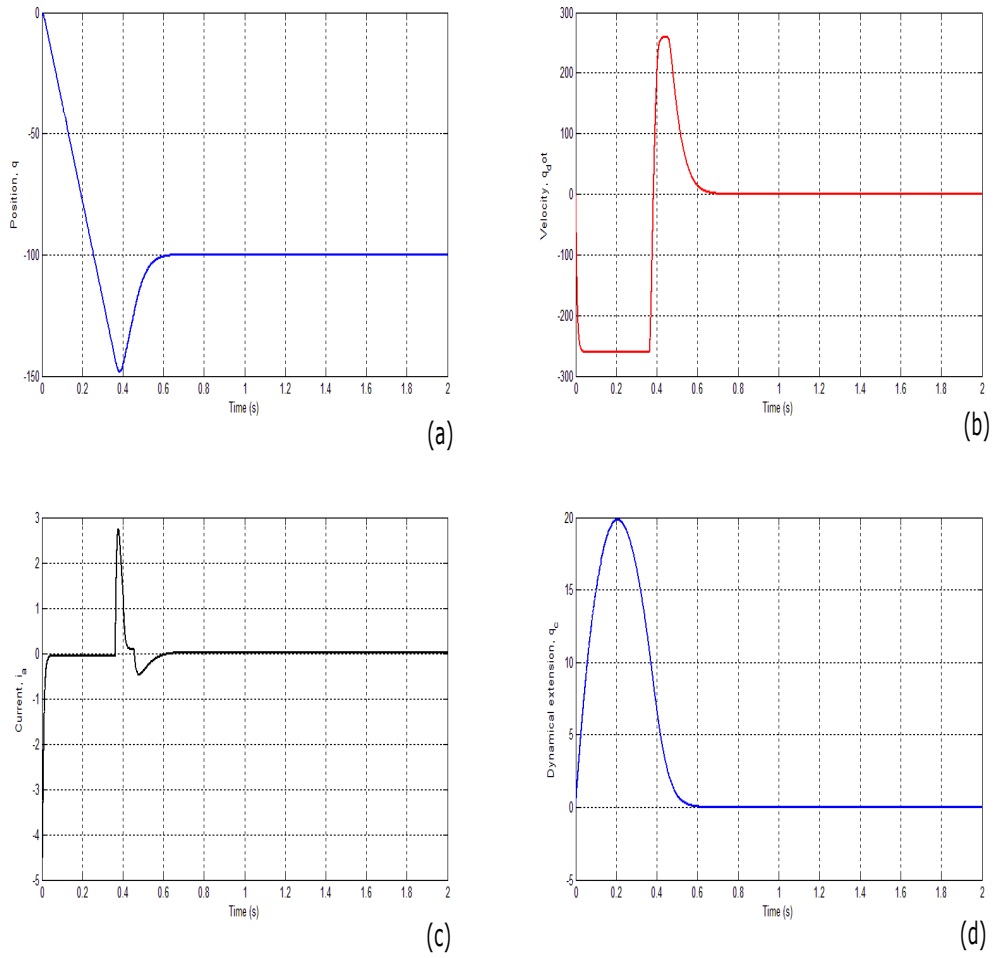 0
-50
-100
-150
Position, q
0 0.2 0.4 0.6 0.8 1 1.2 1.4 1.6 1.8 2
Time (s)
(a)
300
200
100
0
-100
-200
-300
Velocity, q_dot
0 0.2 0.4 0.6 0.8 1 1.2 1.4 1.6 1.8 2
Time (s)
(b)
3
2
1
0
-1
-2
-3
-4
-5
Current, i_a
0 0.2 0.4 0.6 0.8 1 1.2 1.4 1.6 1.8 2
Time (s)
(c)
20
15
10
5
0
-5
Dynamical extension, q_c
0 0.2 0.4 0.6 0.8 1 1.2 1.4 1.6 1.8 2
Time (s)
(d)